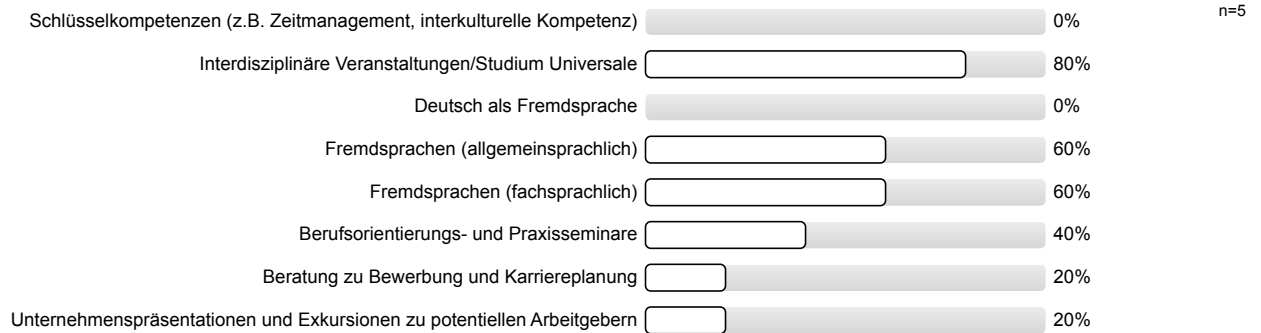 Schlüsselkompetenzen (z.B. Zeitmanagement, interkulturelle Kompetenz) 0% n=5
Interdisziplinäre Veranstaltungen/Studium Universale 80%
Deutsch als Fremdsprache 0%
Fremdsprachen (allgemeinsprachlich) 60%
Fremdsprachen (fachsprachlich) 60%
Berufsorientierungs- und Praxisseminare 40%
Beratung zu Bewerbung und Karriereplanung 20%
Unternehmenspräsentationen und Exkursionen zu potentiellen Arbeitgebern 20%